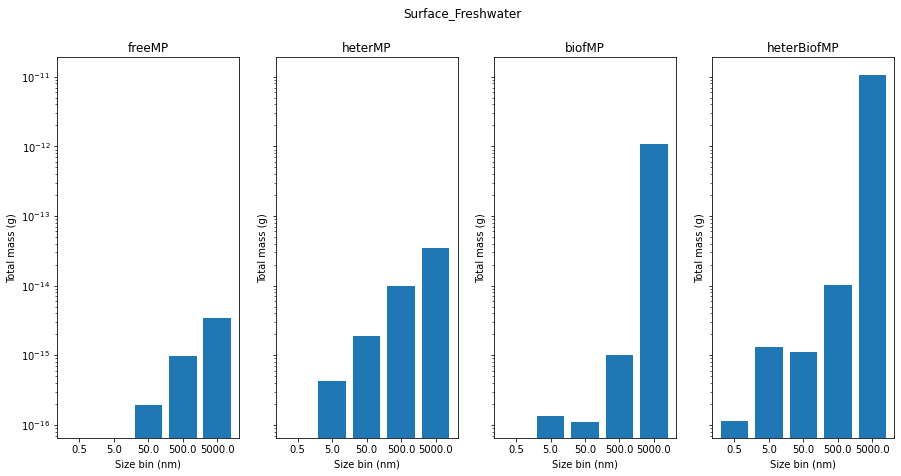 Surface_Freshwater
freeMP heterMP biofMP heterBiofMP
10⁻¹¹
10⁻¹²
10⁻¹³
10⁻¹⁴
10⁻¹⁵
10⁻¹⁶
Total mass (g) Total mass (g) Total mass (g) Total mass (g)
0.5 5.0 50.0 500.0 5000.0 0.5 5.0 50.0 500.0 5000.0 0.5 5.0 50.0 500.0 5000.0 0.5 5.0 50.0 500.0 5000.0
Size bin (nm) Size bin (nm) Size bin (nm) Size bin (nm)